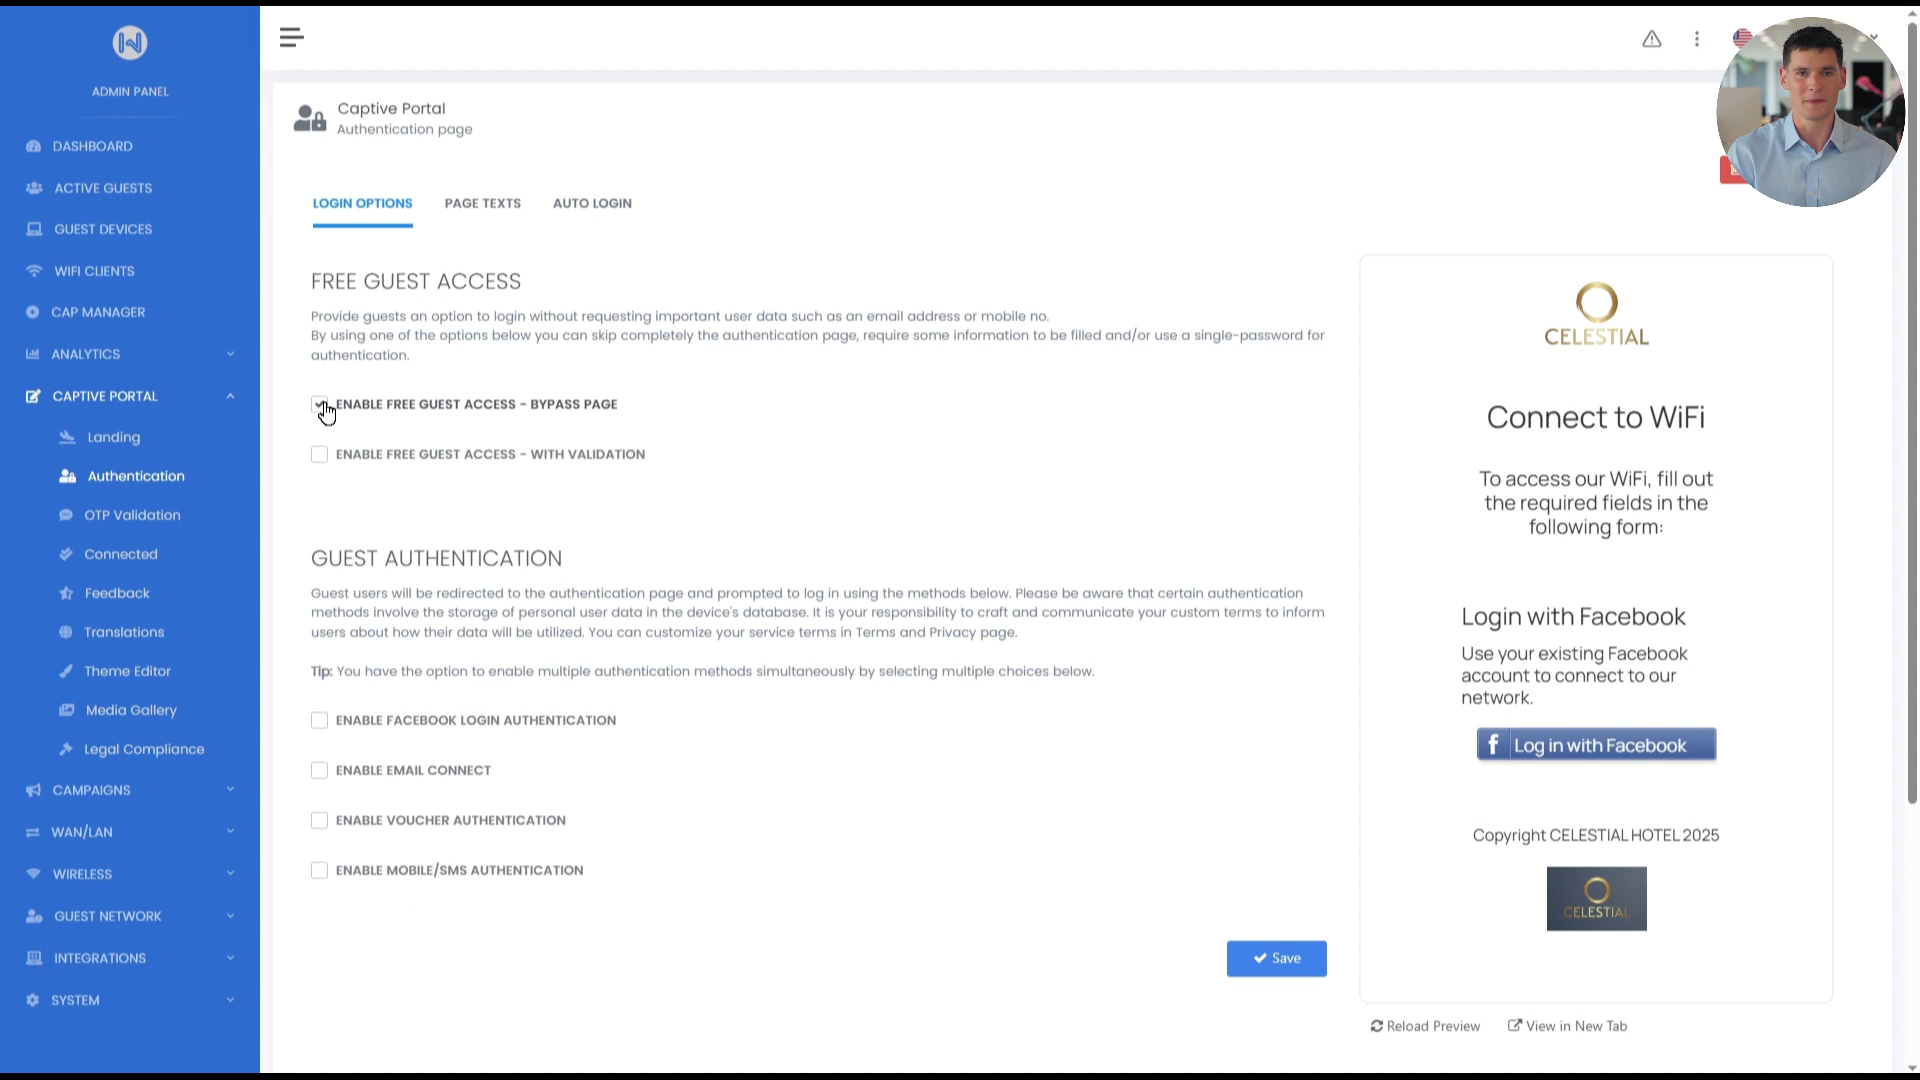 ADMIN PANEL
DASHBOARD
ACTIVE GUESTS
GUEST DEVICES
WIFI CLIENTS
CAP MANAGER
ANALYTICS
CAPTIVE PORTAL
Landing
Authentication
OTP Validation
Connected
Feedback
Translations
Theme Editor
Media Gallery
Legal Compliance
CAMPAIGNS
WAN/LAN
WIRELESS
GUEST NETWORK
INTEGRATIONS
SYSTEM
Captive Portal
Authentication page
LOGIN OPTIONS
PAGE TEXTS
AUTO LOGIN
FREE GUEST ACCESS
Provide guests an option to login without requesting important user data such as an email address or mobile no.
By using one of the options below you can skip completely the authentication page, require some information to be filled and/or use a single-password for
authentication.
ENABLE FREE GUEST ACCESS - BYPASS PAGE
ENABLE FREE GUEST ACCESS - WITH VALIDATION
GUEST AUTHENTICATION
Guest users will be redirected to the authentication page and prompted to log in using the methods below. Please be aware that certain authentication
methods involve the storage of personal user data in the device's database. It is your responsibility to craft and communicate your custom terms to inform
users about how their data will be utilized. You can customize your service terms in Terms and Privacy page.
Tip: You have the option to enable multiple authentication methods simultaneously by selecting multiple choices below.
ENABLE FACEBOOK LOGIN AUTHENTICATION
ENABLE EMAIL CONNECT
ENABLE VOUCHER AUTHENTICATION
ENABLE MOBILE/SMS AUTHENTICATION
Save
CELESTIAL
Connect to WiFi
To access our WiFi, fill out
the required fields in the
following form:
Login with Facebook
Use your existing Facebook
account to connect to our
network.
f Log in with Facebook
Copyright CELESTIAL HOTEL 2025
CELESTIAL
Reload Preview
View in New Tab